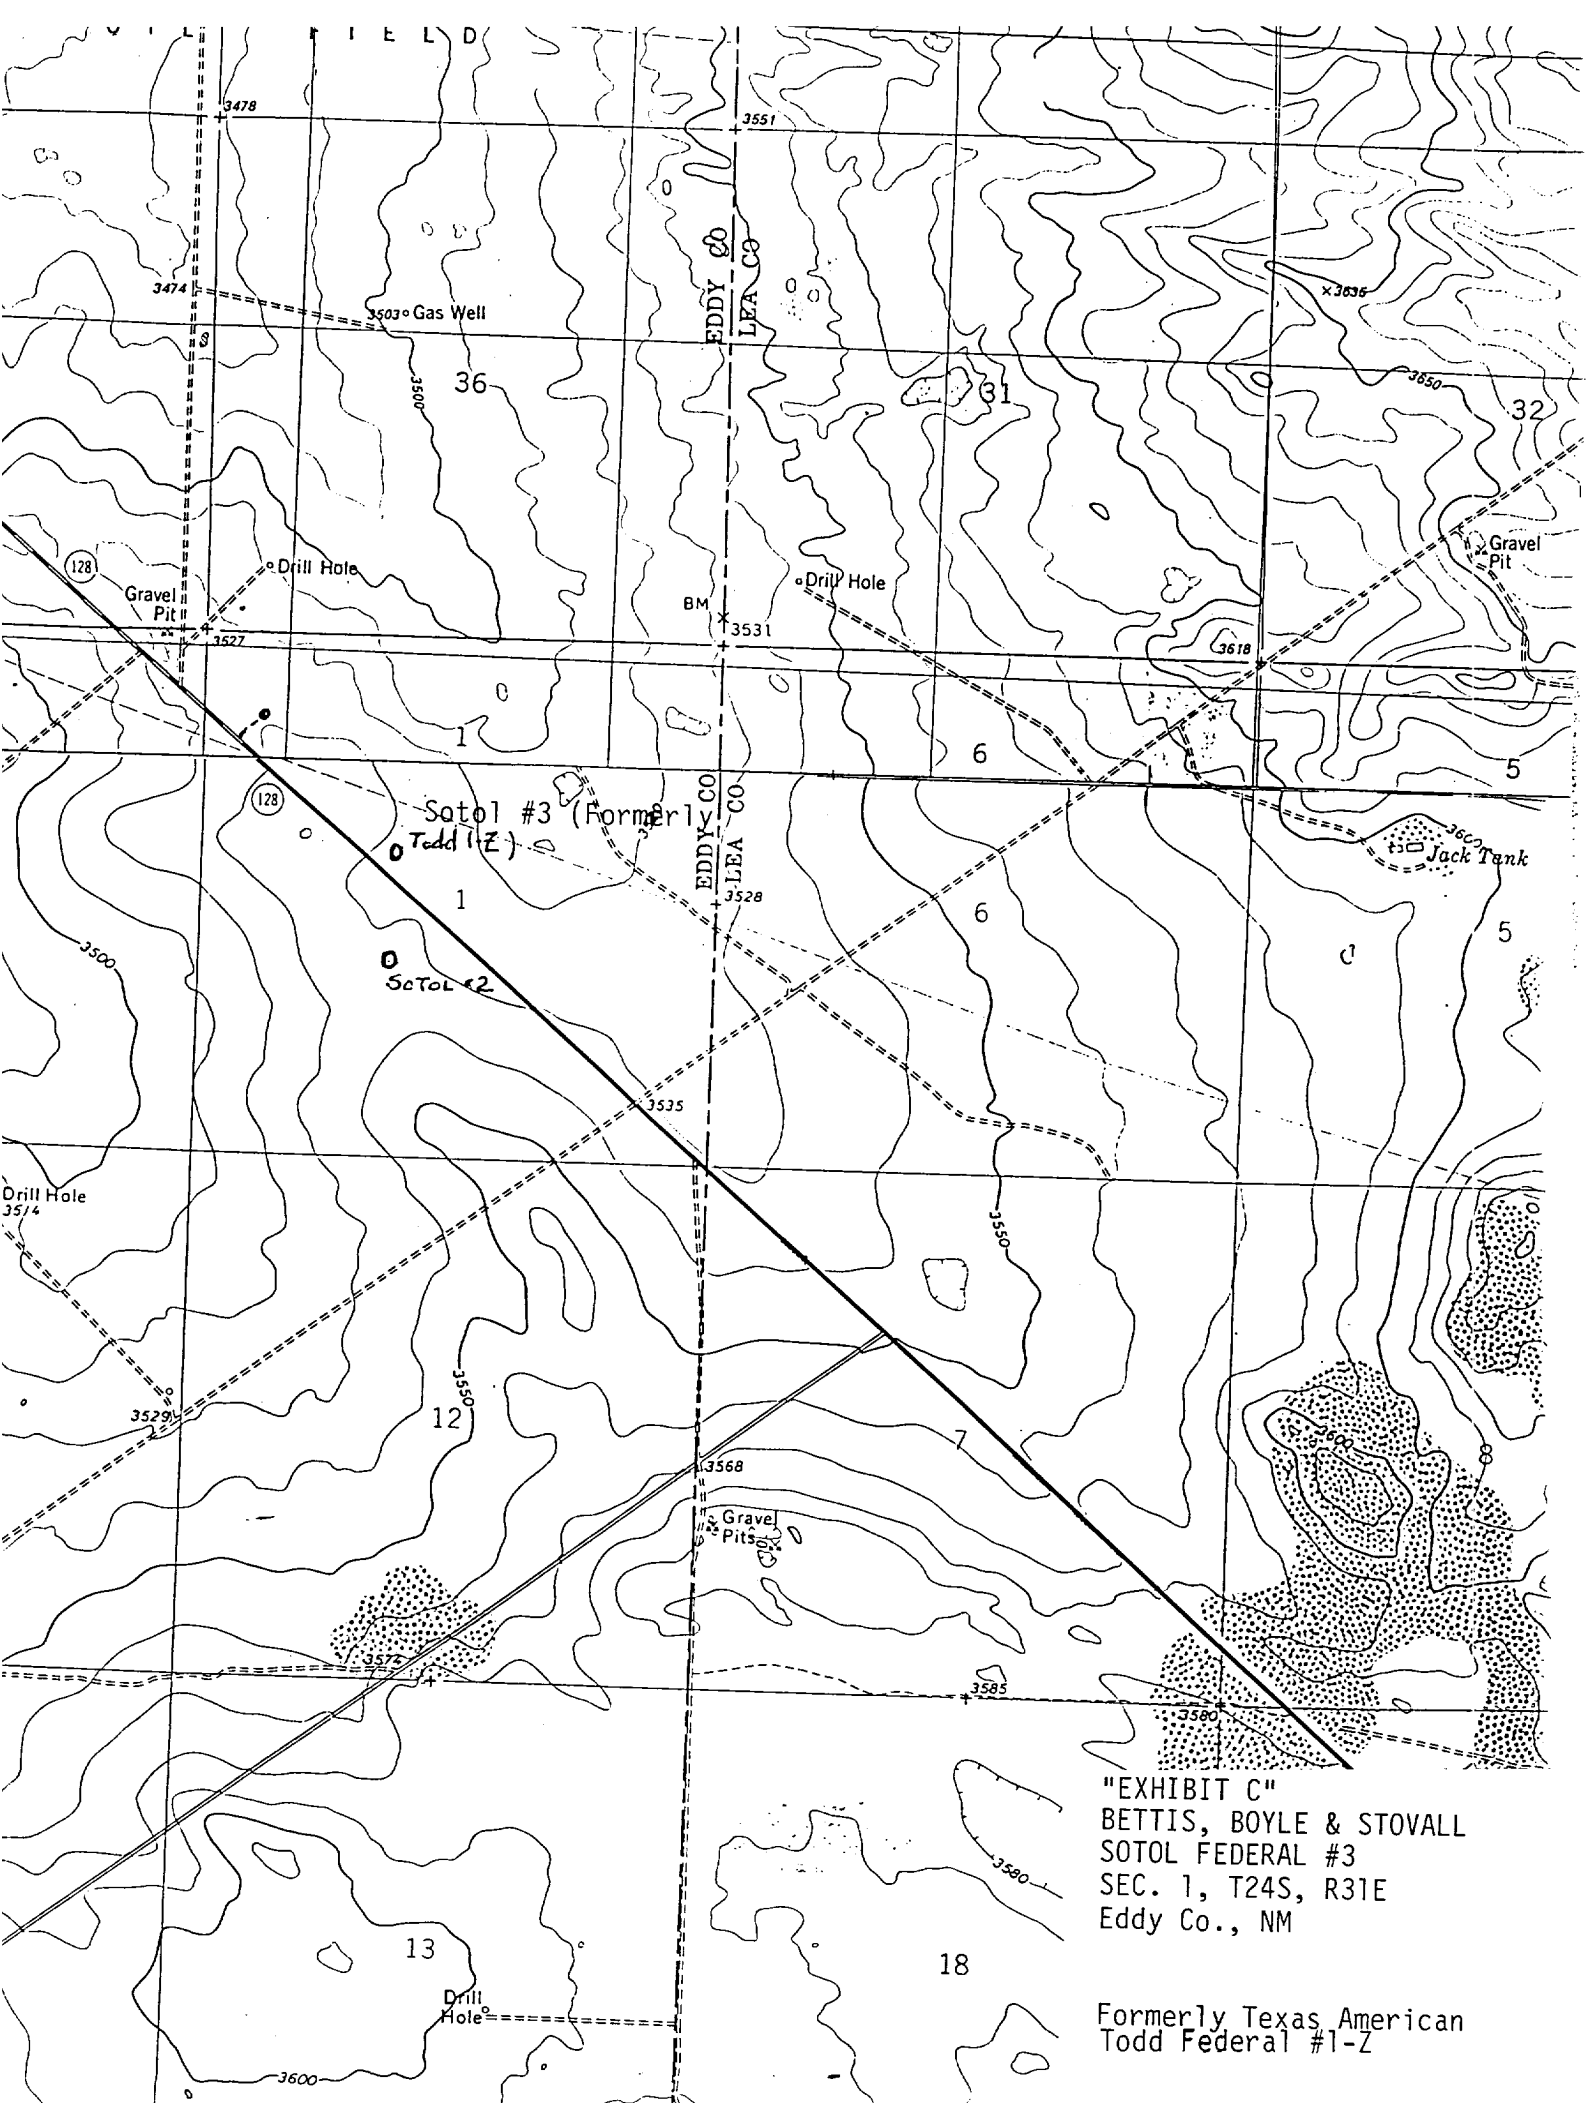 OIL FIELD
3478
3551
EDDY CO
LEA CO
3474
3503 Gas Well
×3635
36
3500
31
3650
32
128
Drill Hole
Gravel
Pit
Drill Hole
Gravel
Pit
BM
3531
3527
3618
1
6
5
128
Sotol #3 (Formerly
Todd 1-Z)
EDDY CO
LEA CO
3600
Jack Tank
3528
1
6
5
3500
SOTOL #2
3535
Drill Hole
3514
3550
3550
3529
12
7
3600
3568
Gravel
Pits
3574
3585
3580
"EXHIBIT C"
BETTIS, BOYLE & STOVALL
SOTOL FEDERAL #3
SEC. 1, T24S, R31E
Eddy Co., NM
3580
13
18
Drill
Hole
Formerly Texas American
Todd Federal #1-Z
3600